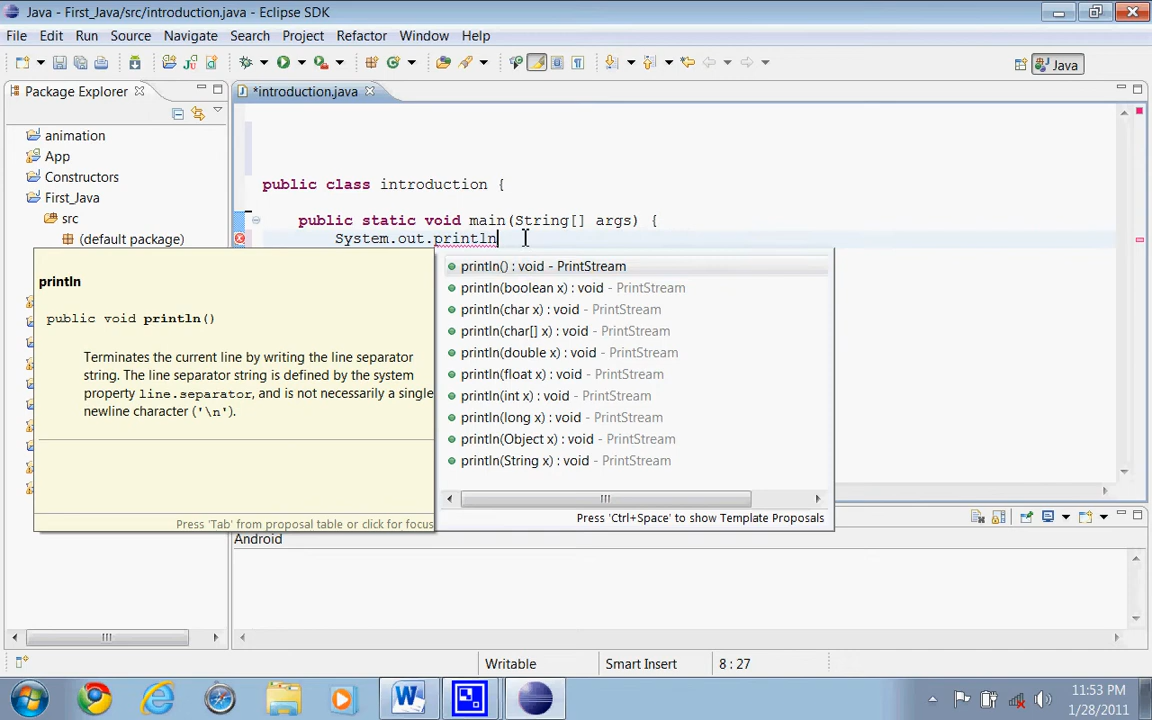 Java - First_Java/src/introduction.java - Eclipse SDK
File Edit Run Source Navigate Search Project Refactor Window Help
Java
Package Explorer
*introduction.java
animation
App
Constructors
First_Java
src
(default package)
public class introduction {
public static void main(String[] args) {
System.out.println
println
public void println()
Terminates the current line by writing the line separator
string. The line separator string is defined by the system
property line.separator, and is not necessarily a single
newline character ('\n').
Press 'Tab' from proposal table or click for focus
println() : void - PrintStream
println(boolean x) : void - PrintStream
println(char x) : void - PrintStream
println(char[] x) : void - PrintStream
println(double x) : void - PrintStream
println(float x) : void - PrintStream
println(int x) : void - PrintStream
println(long x) : void - PrintStream
println(Object x) : void - PrintStream
println(String x) : void - PrintStream
Press 'Ctrl+Space' to show Template Proposals
Android
Writable
Smart Insert
8 : 27
11:53 PM
1/28/2011